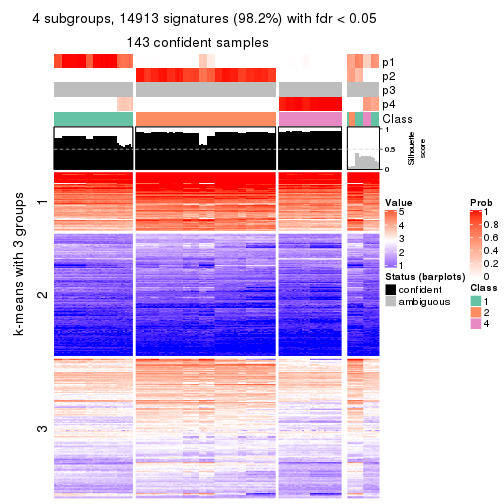 4 subgroups, 14913 signatures (98.2%) with fdr < 0.05
143 confident samples
p1
p2
p3
p4
Class
1
0.5
0
Silhouette
score
k-means with 3 groups
1
2
3
Value
5
4
3
2
1
Status (barplots)
confident
ambiguous
Prob
1
0.8
0.6
0.4
0.2
0
Class
1
2
4